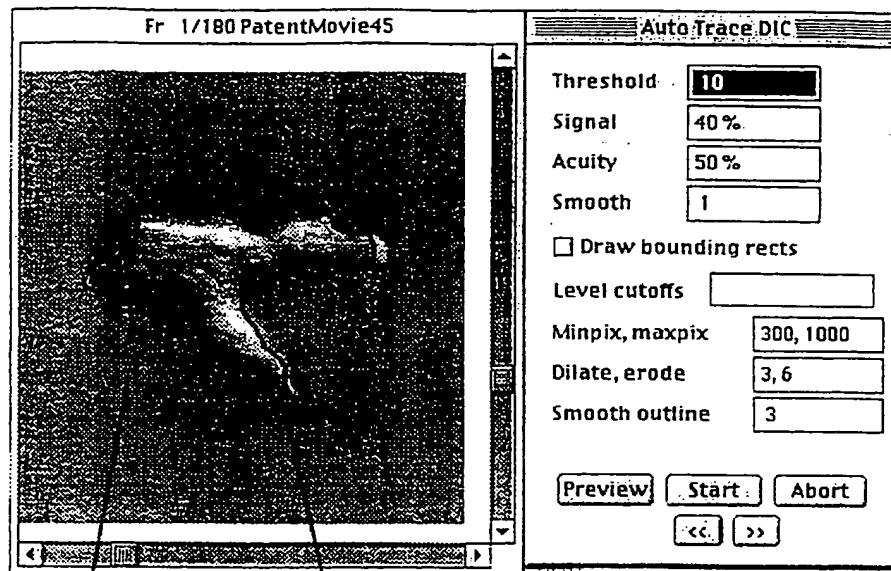 Fr 1/180 PatentMovie45
Auto Trace DIC
Threshold 10
Signal 40%
Acuity 50%
Smooth 1
Draw bounding rects
Level cutoffs
Minpix, maxpix 300, 1000
Dilate, erode 3, 6
Smooth outline 3
Preview Start Abort
<< >>